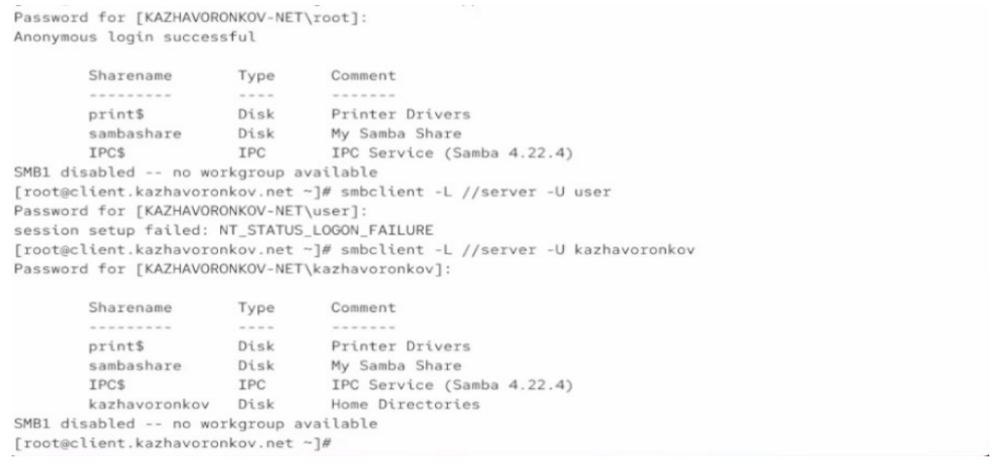 Password for [KAZHAVORONKOV-NET\root]:
Anonymous login successful
Sharename Type Comment
--------- ---- -------
print$ Disk Printer Drivers
sambashare Disk My Samba Share
IPC$ IPC IPC Service (Samba 4.22.4)
SMB1 disabled -- no workgroup available
[root@client.kazhavoronkov.net ~]# smbclient -L //server -U user
Password for [KAZHAVORONKOV-NET\user]:
session setup failed: NT_STATUS_LOGON_FAILURE
[root@client.kazhavoronkov.net ~]# smbclient -L //server -U kazhavoronkov
Password for [KAZHAVORONKOV-NET\kazhavoronkov]:
Sharename Type Comment
--------- ---- -------
print$ Disk Printer Drivers
sambashare Disk My Samba Share
IPC$ IPC IPC Service (Samba 4.22.4)
kazhavoronkov Disk Home Directories
SMB1 disabled -- no workgroup available
[root@client.kazhavoronkov.net ~]#